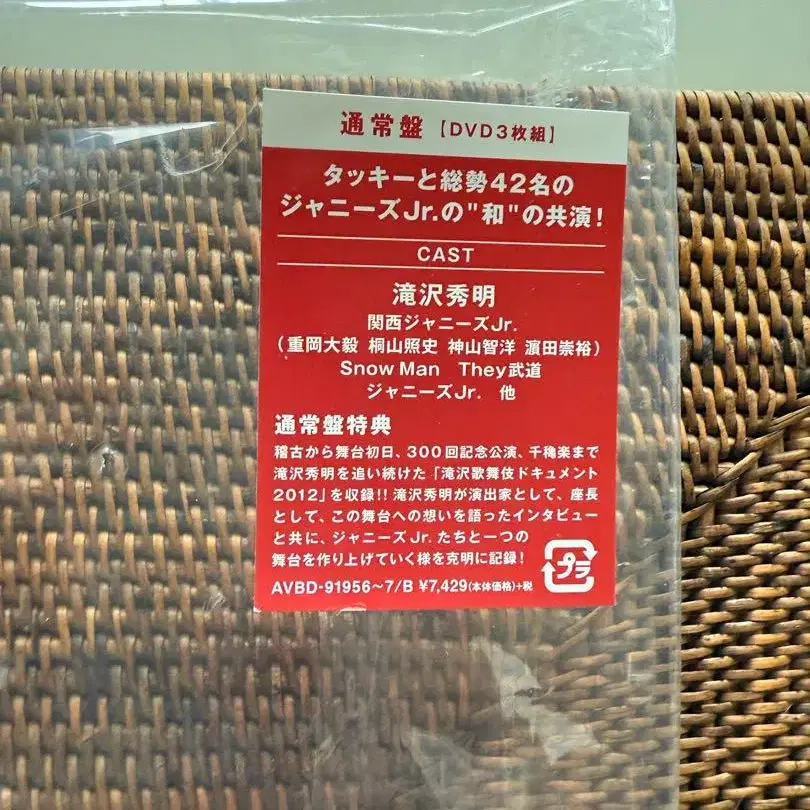 通常盤【DVD3枚組】
タッキーと総勢42名の
ジャニーズJr.の"和"の共演!
CAST
滝沢秀明
関西ジャニーズJr.
(重岡大毅 桐山照史 神山智洋 濵田崇裕)
Snow Man They武道
ジャニーズJr. 他
通常盤特典
稽古から舞台初日、300回記念公演、千穐楽まで
滝沢秀明を追い続けた「滝沢歌舞伎ドキュメント
2012」を収録!!滝沢秀明が演出家として、座長
として、この舞台への想いを語ったインタビュー
と共に、ジャニーズJr.たちと一つの
舞台を作り上げていく様を克明に記録!
プラ
AVBD-91956〜7/B ¥7,429(本体価格)+税